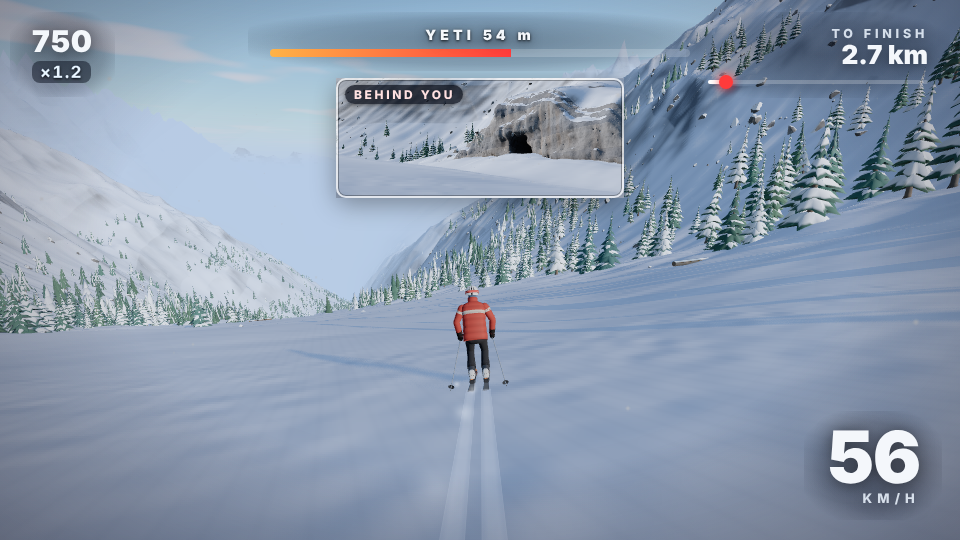 750
×1.2
YETI 54 m
BEHIND YOU
TO FINISH
2.7 km
56
KM/H